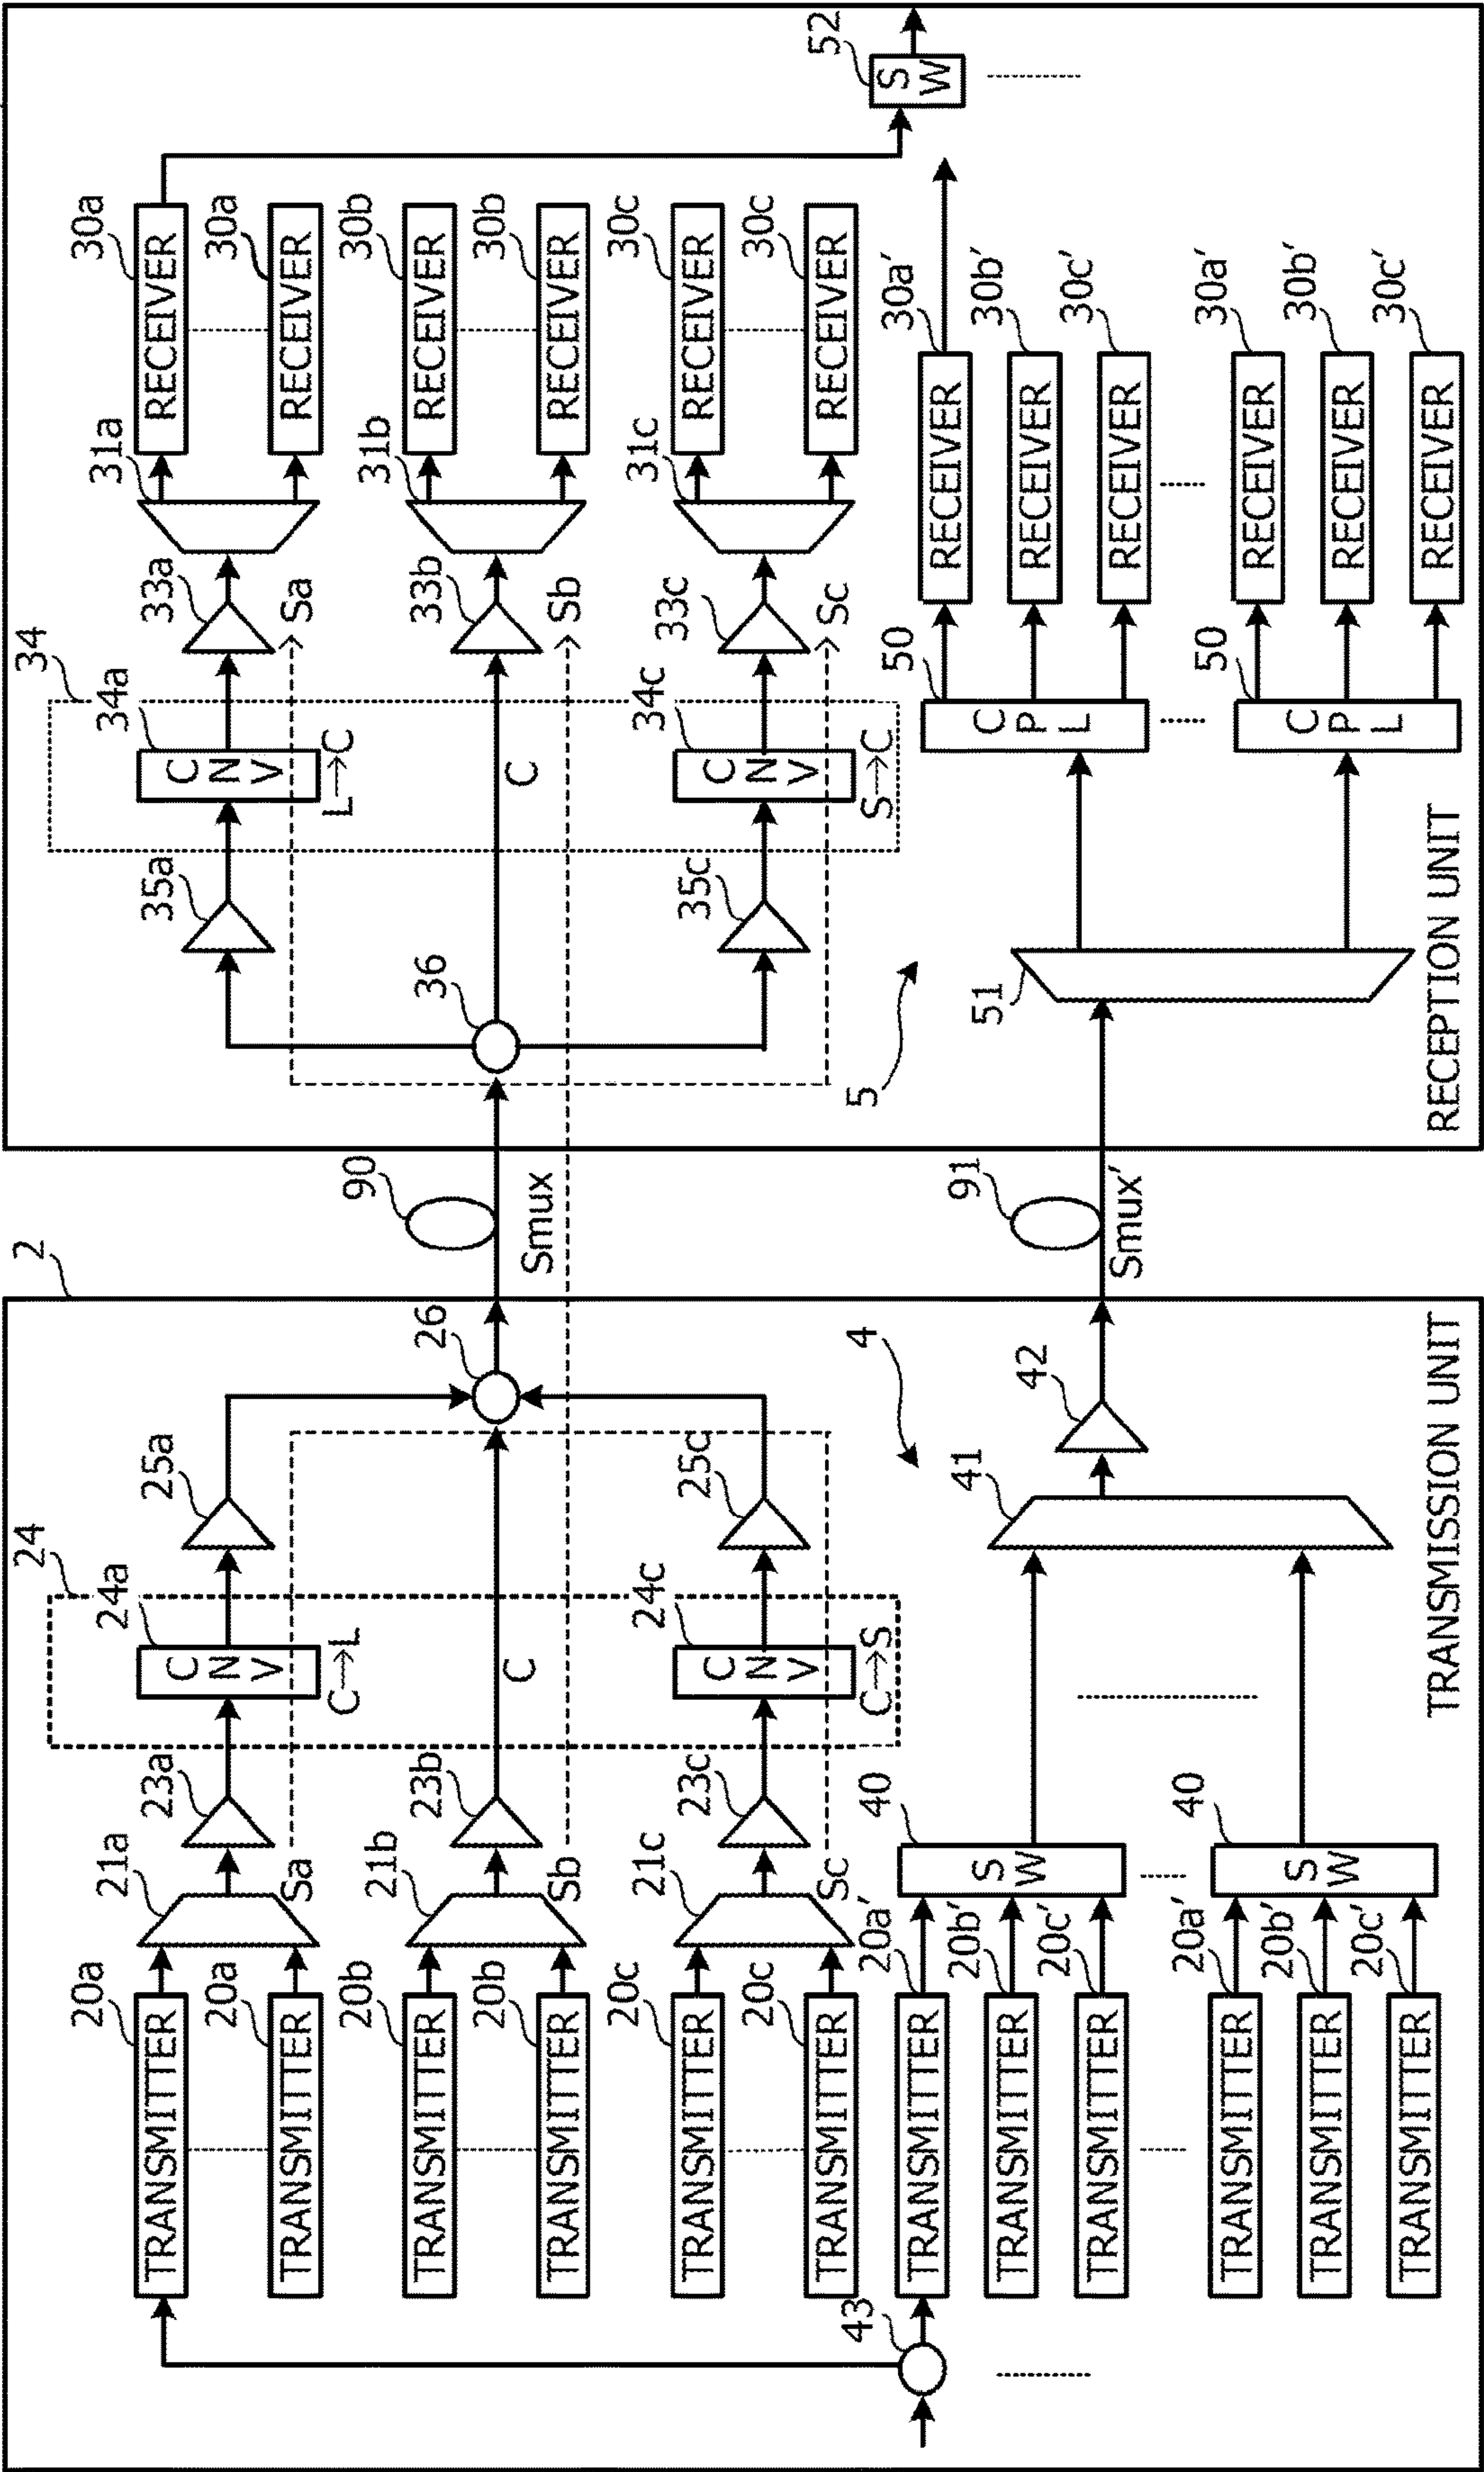 2
24
20a
TRANSMITTER
21a
23a
24a
CNV
C→L
25a
20a
TRANSMITTER
Sa
20b
TRANSMITTER
21b
23b
C
26
20b
TRANSMITTER
Sb
20c
TRANSMITTER
21c
23c
24c
CNV
C→S
25c
20c
TRANSMITTER
Sc
43
20a′
TRANSMITTER
20b′
TRANSMITTER
20c′
TRANSMITTER
40
SW
20a′
TRANSMITTER
20b′
TRANSMITTER
20c′
TRANSMITTER
40
SW
41
42
4
TRANSMISSION UNIT
90
Smux
91
Smux′
34
36
35a
34a
CNV
L→C
33a
Sa
31a
30a
RECEIVER
30a
RECEIVER
C
33b
Sb
31b
30b
RECEIVER
30b
RECEIVER
35c
34c
CNV
S→C
33c
Sc
31c
30c
RECEIVER
30c
RECEIVER
52
SW
5
51
50
CPL
30a′
RECEIVER
30b′
RECEIVER
30c′
RECEIVER
50
CPL
30a′
RECEIVER
30b′
RECEIVER
30c′
RECEIVER
RECEPTION UNIT